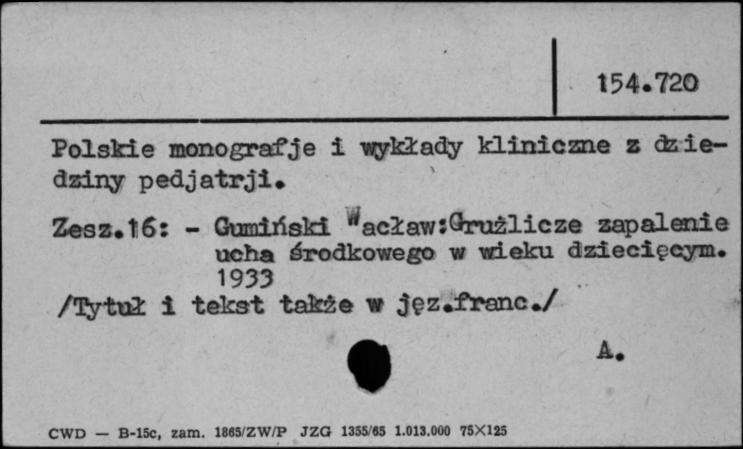 154.720
Polskie monografje i wykłady kliniczne z dzie-
dziny pedjatrji.
Zesz.16: - Gumiński Wacław:Gruźlicze zapalenie
ucha środkowego w wieku dziecięcym.
1933
/Tytuł i tekst także w jęz.franc./
A.
CWD — B-15c, zam. 1865/ZW/P JZG 1355/65 1.013.000 75X125